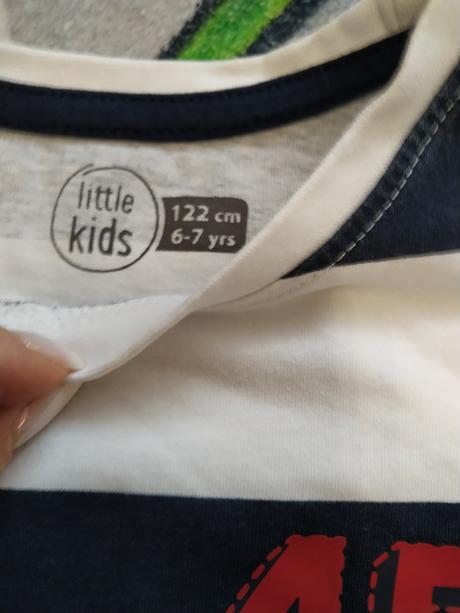 little
kids
122 cm
6-7 yrs